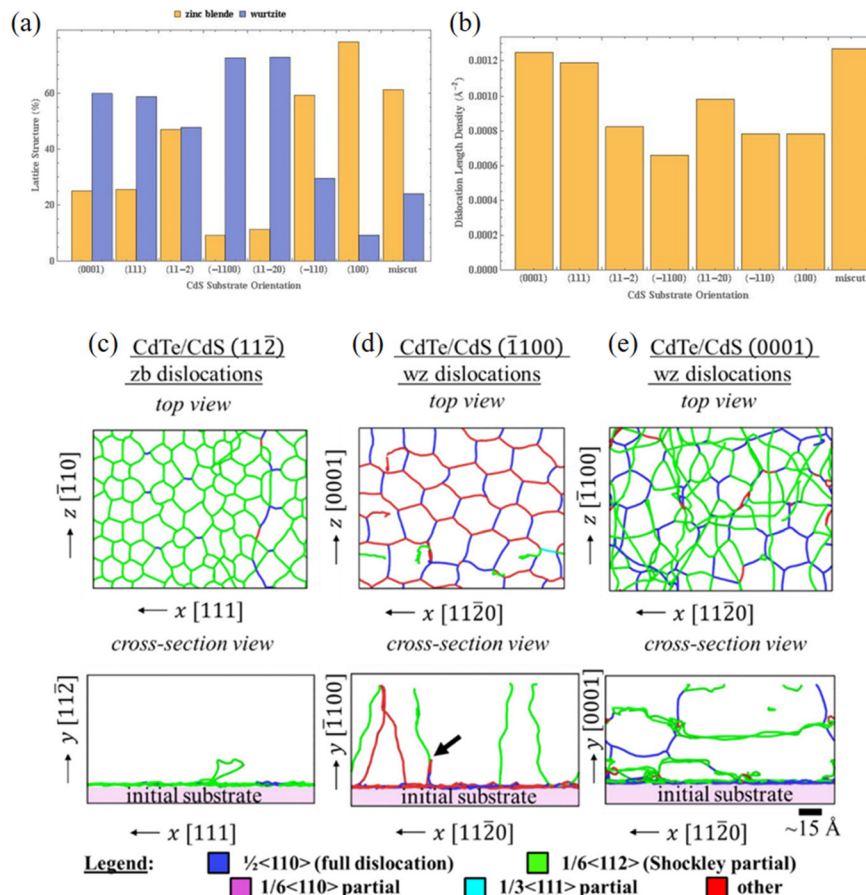 (a)
zinc blende wurtzite
Lattice Structure (%)
60
40
20
0
(0001) (111) (11−2) (−1100) (11−20) (−110) (100) miscut
CdS Substrate Orientation
(b)
Dislocation Length Density (Å⁻²)
0.0012
0.0010
0.0008
0.0006
0.0004
0.0002
0.0000
(0001) (111) (11−2) (−1100) (11−20) (−110) (100) miscut
CdS Substrate Orientation
(c) CdTe/CdS (112̅)
zb dislocations
top view
z [1̅10]
x [111]
cross-section view
y [112̅]
initial substrate
x [111]
(d) CdTe/CdS (1̅100)
wz dislocations
top view
z [0001]
x [112̅0]
cross-section view
y [1̅100]
initial substrate
x [112̅0]
(e) CdTe/CdS (0001)
wz dislocations
top view
z [1̅100]
x [112̅0]
cross-section view
y [0001]
initial substrate
x [112̅0]
~15 Å
Legend: ½<110> (full dislocation) 1/6<112> (Shockley partial)
1/6<110> partial 1/3<111> partial other